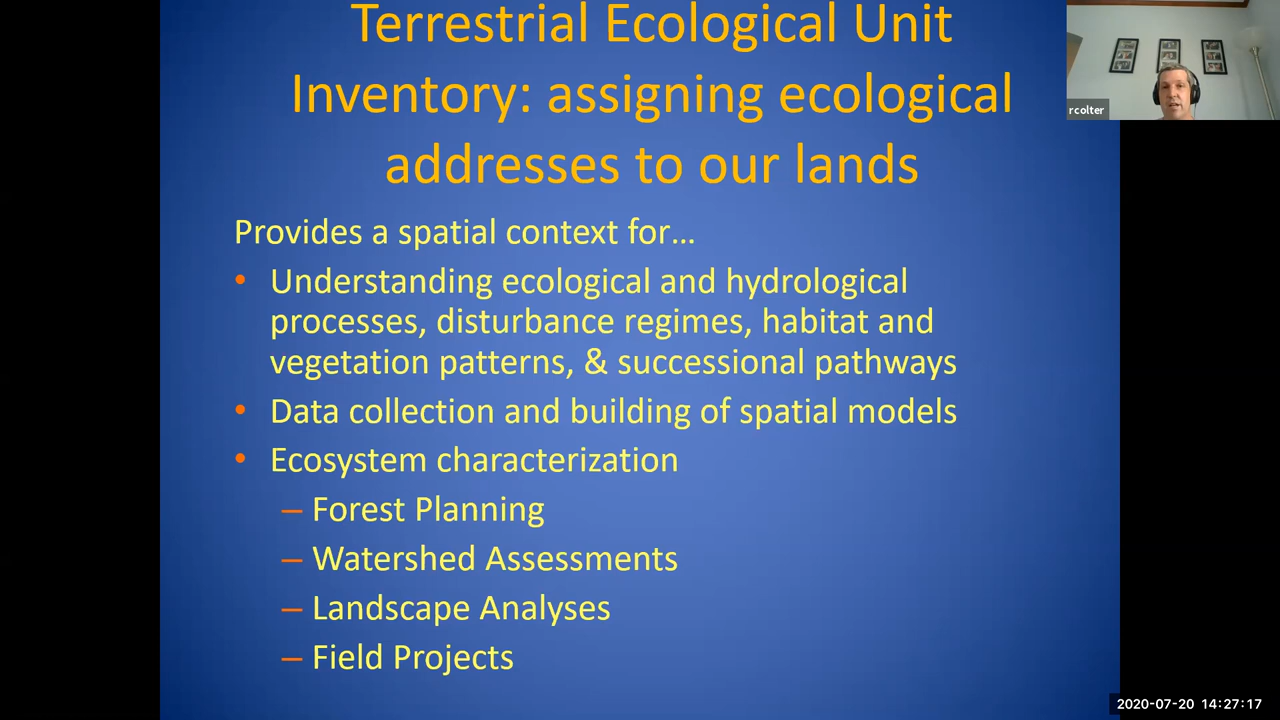 Terrestrial Ecological Unit
Inventory: assigning ecological
addresses to our lands
rcolter
Provides a spatial context for…
• Understanding ecological and hydrological
processes, disturbance regimes, habitat and
vegetation patterns, & successional pathways
• Data collection and building of spatial models
• Ecosystem characterization
– Forest Planning
– Watershed Assessments
– Landscape Analyses
– Field Projects
2020-07-20 14:27:17